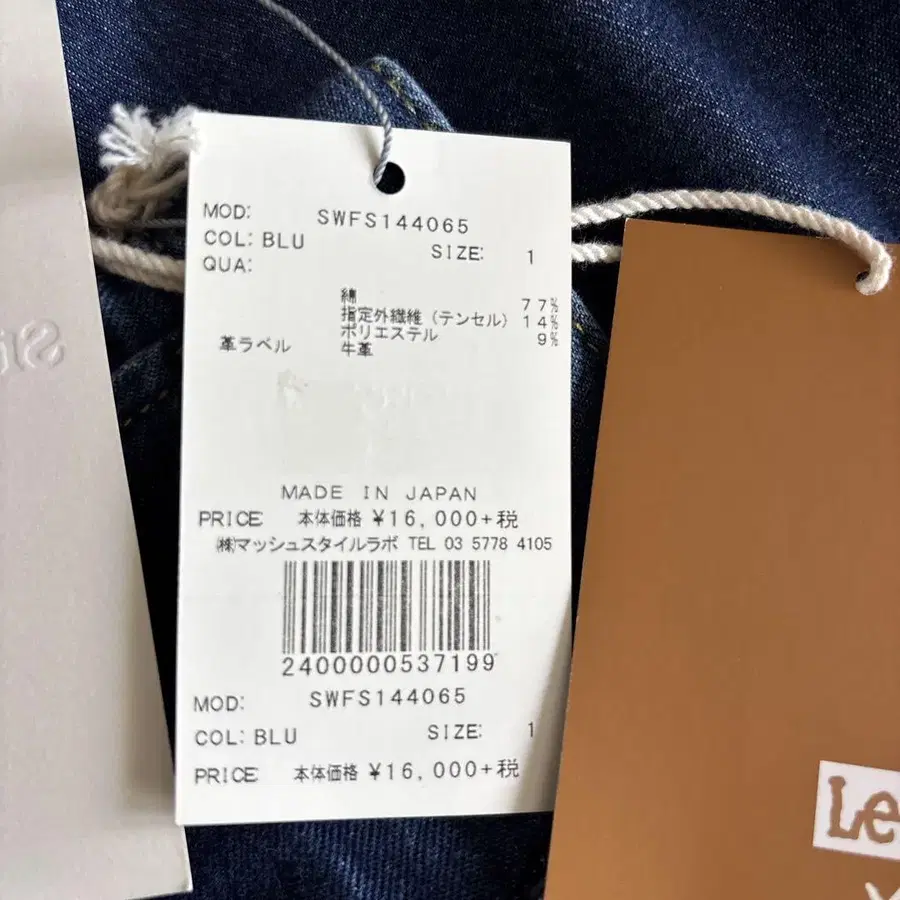 MOD: SWFS144065
COL: BLU SIZE: 1
QUA:
綿 77%
指定外繊維（テンセル） 14%
ポリエステル 9%
革ラベル 牛革
MADE IN JAPAN
PRICE 本体価格 ¥16,000+税
㈱マッシュスタイルラボ TEL 03 5778 4105
2400000537199
MOD: SWFS144065
COL: BLU SIZE: 1
PRICE 本体価格 ¥16,000+税
Le